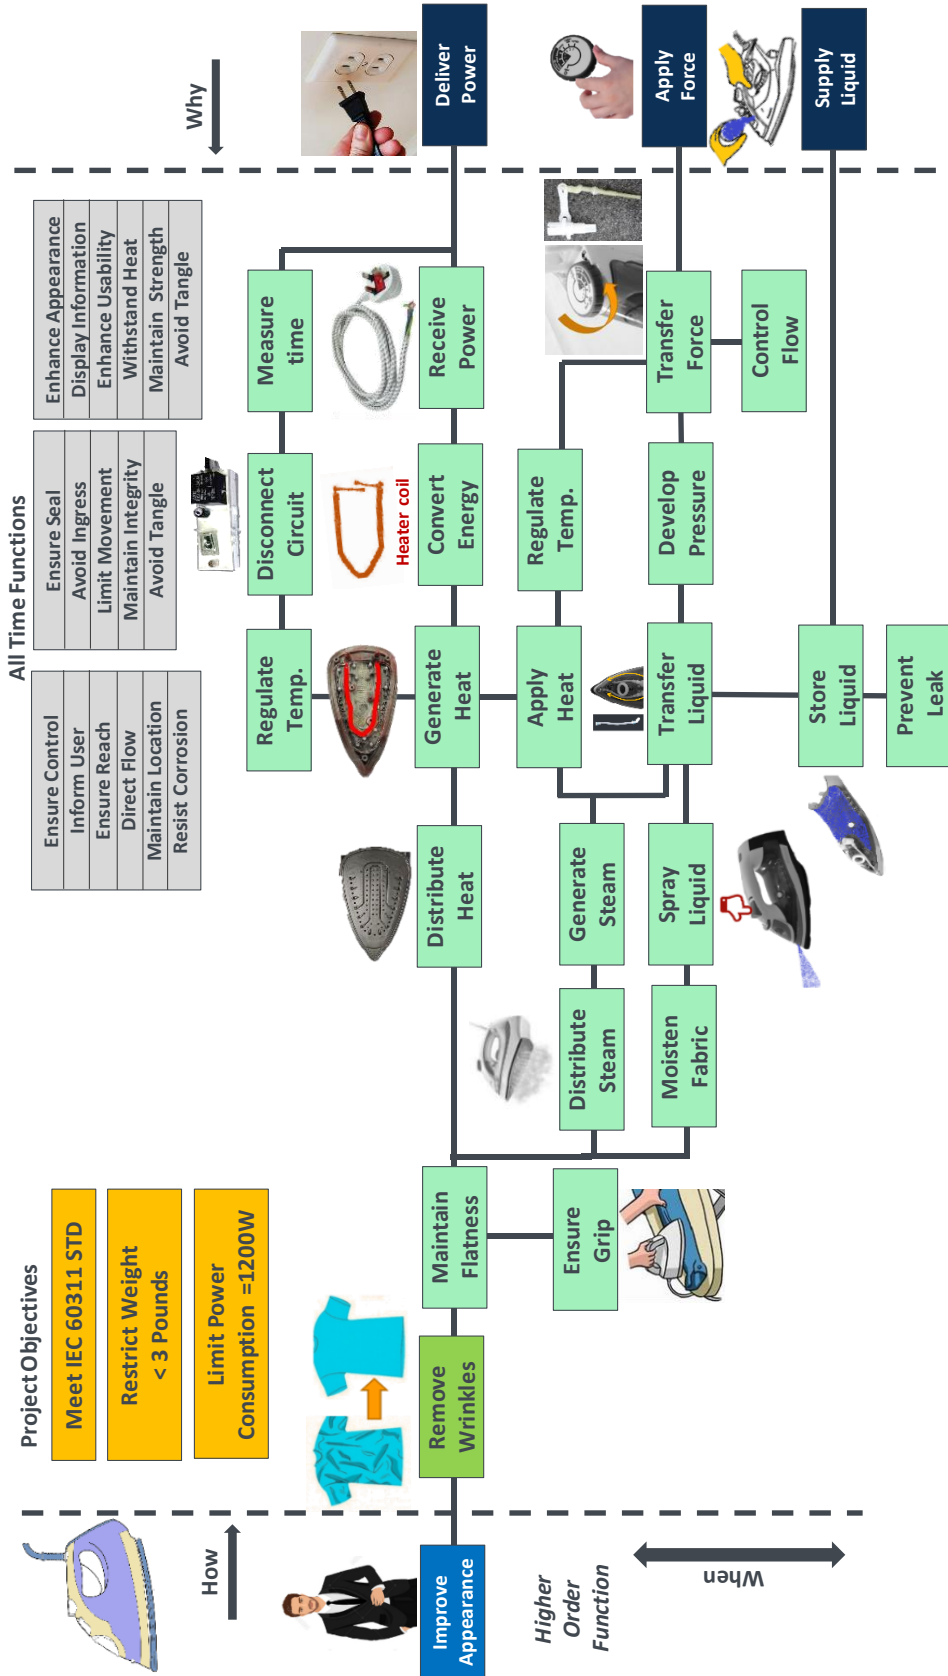 Project Objectives
Meet IEC 60311 STD
Restrict Weight
< 3 Pounds
Limit Power
Consumption =1200W
All Time Functions
Ensure Control
Inform User
Ensure Reach
Direct Flow
Maintain Location
Resist Corrosion
Ensure Seal
Avoid Ingress
Limit Movement
Maintain Integrity
Avoid Tangle
Enhance Appearance
Display Information
Enhance Usability
Withstand Heat
Maintain Strength
Avoid Tangle
How
Why
Regulate
Temp.
Disconnect
Circuit
Measure
time
Heater coil
Improve
Appearance
Remove
Wrinkles
Maintain
Flatness
Distribute
Heat
Generate
Heat
Convert
Energy
Receive
Power
Deliver
Power
Higher
Order
Function
Ensure
Grip
Distribute
Steam
Generate
Steam
Apply
Heat
Regulate
Temp.
Moisten
Fabric
Spray
Liquid
Transfer
Liquid
Develop
Pressure
Transfer
Force
Apply
Force
When
Control
Flow
Store
Liquid
Supply
Liquid
Prevent
Leak